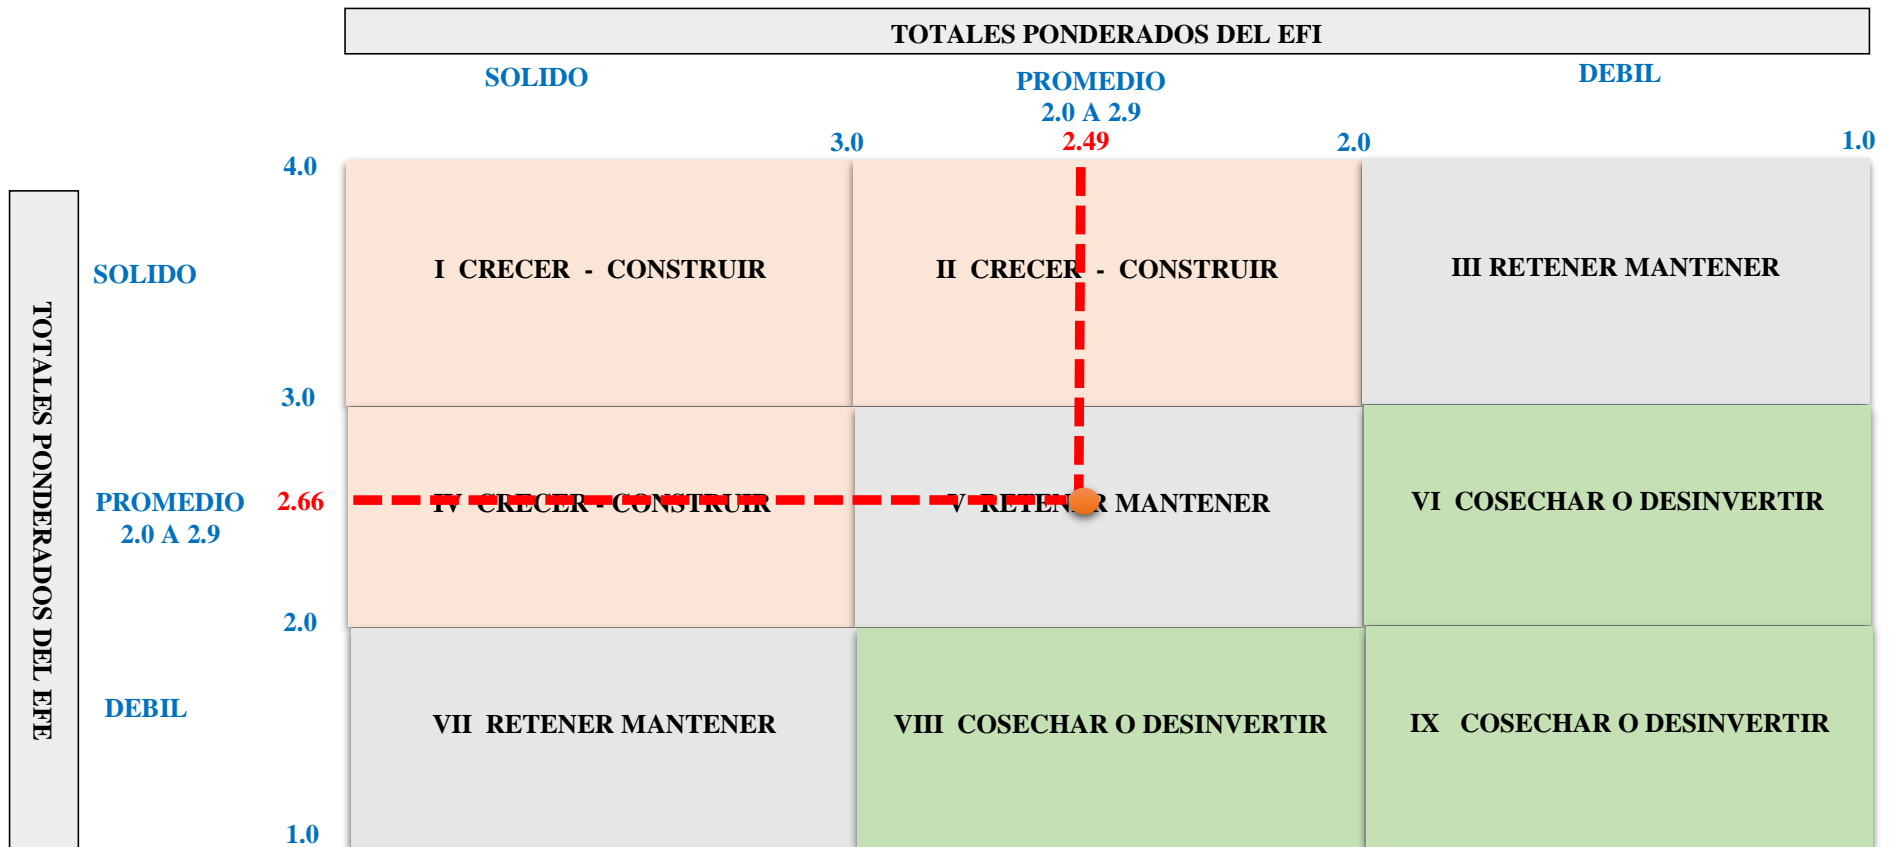 TOTALES PONDERADOS DEL EFI
SOLIDO
PROMEDIO
2.0 A 2.9
DEBIL
3.0
2.49
2.0
1.0
4.0
TOTALES PONDERADOS DEL EFE
SOLIDO
I CRECER - CONSTRUIR
II CRECER - CONSTRUIR
III RETENER MANTENER
3.0
PROMEDIO
2.0 A 2.9
2.66
IV CRECER - CONSTRUIR
V RETENER MANTENER
VI COSECHAR O DESINVERTIR
2.0
DEBIL
VII RETENER MANTENER
VIII COSECHAR O DESINVERTIR
IX COSECHAR O DESINVERTIR
1.0